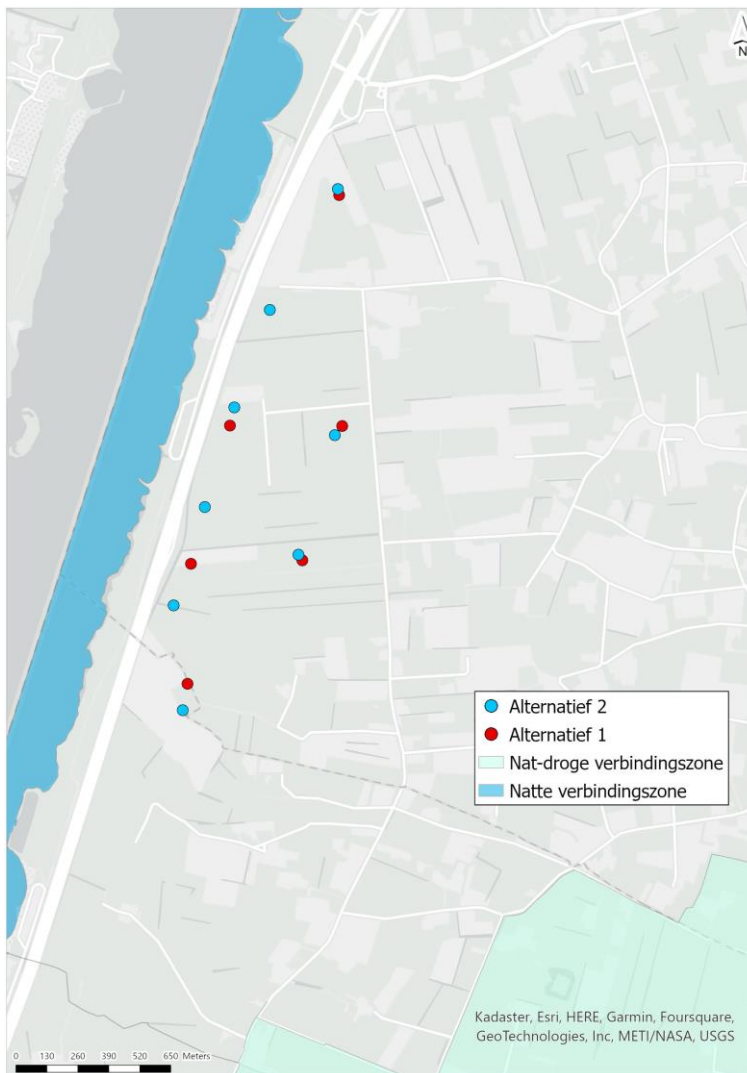 N
Alternatief 2
Alternatief 1
Nat-droge verbindingszone
Natte verbindingszone
Kadaster, Esri, HERE, Garmin, Foursquare,
GeoTechnologies, Inc, METI/NASA, USGS
0 130 260 390 520 650 Meters